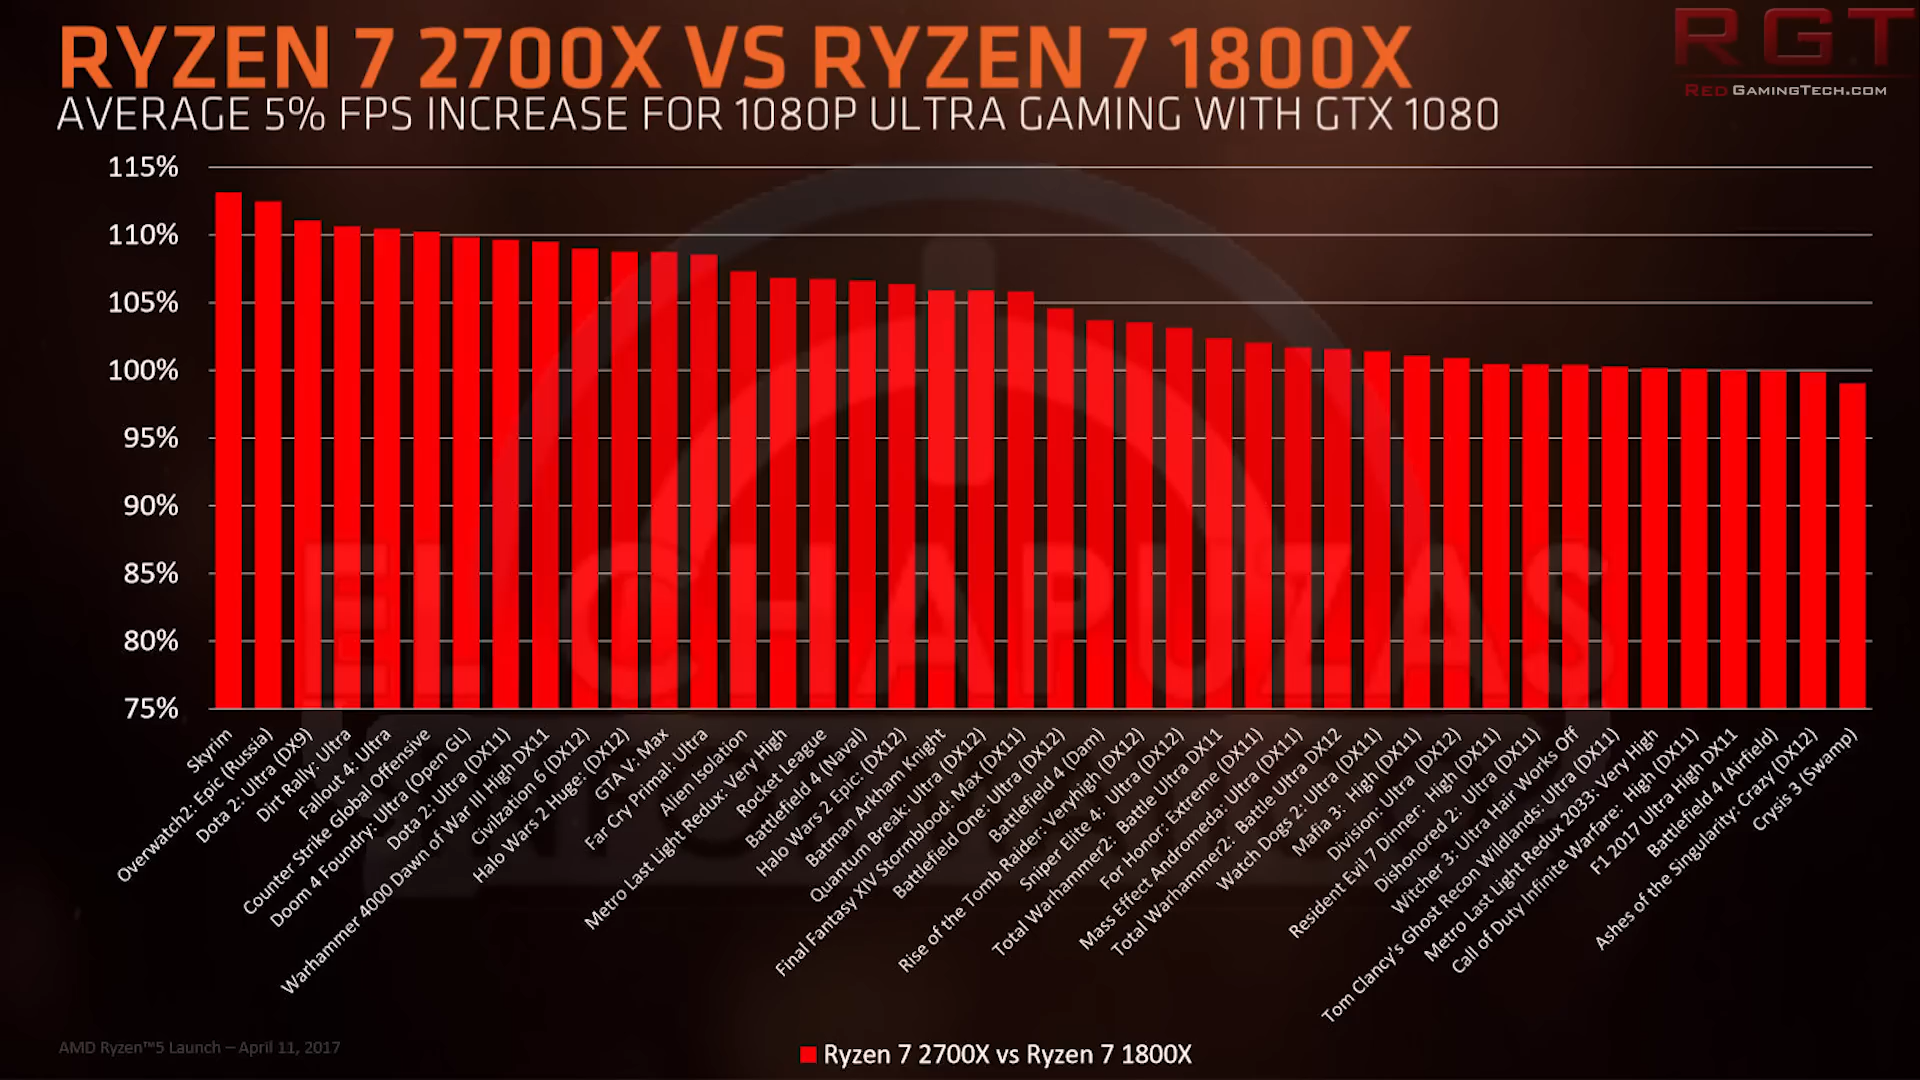 RYZEN 7 2700X VS RYZEN 7 1800X
AVERAGE 5% FPS INCREASE FOR 1080P ULTRA GAMING WITH GTX 1080
RGT
RED GAMINGTECH.COM
115%
110%
105%
100%
95%
90%
85%
80%
75%
EL CHAPUZAS
INFORMÁTICO
Skyrim
Overwatch2: Epic (Russia)
Dota 2: Ultra (DX9)
Dirt Rally: Ultra
Fallout 4: Ultra
Counter Strike Global Offensive
Doom 4 Foundry: Ultra (Open GL)
Dota 2: Ultra (DX11)
Warhammer 4000 Dawn of War III High DX11
Civilzation 6 (DX12)
Halo Wars 2 Huge: (DX12)
GTA V: Max
Far Cry Primal: Ultra
Alien Isolation
Metro Last Light Redux: Very High
Rocket League
Battlefield 4 (Naval)
Halo Wars 2 Epic: (DX12)
Batman Arkham Knight
Quantum Break: Ultra (DX12)
Final Fantasy XIV Stormblood: Max (DX11)
Battlefield One: Ultra (DX12)
Battlefield 4 (Dam)
Rise of the Tomb Raider: Veryhigh (DX12)
Sniper Elite 4: Ultra (DX12)
Total Warhammer2: Battle Ultra DX11
For Honor: Extreme (DX11)
Mass Effect Andromeda: Ultra (DX11)
Total Warhammer2: Battle Ultra DX12
Watch Dogs 2: Ultra (DX11)
Mafia 3: High (DX11)
Division: Ultra (DX12)
Resident Evil 7 Dinner: High (DX11)
Dishonored 2: Ultra (DX11)
Witcher 3: Ultra Hair Works Off
Tom Clancy's Ghost Recon Wildlands: Ultra (DX11)
Metro Last Light Redux 2033: Very High
Call of Duty Infinite Warfare: High (DX11)
F1 2017 Ultra High DX11
Battlefield 4 (Airfield)
Ashes of the Singularity: Crazy (DX12)
Crysis 3 (Swamp)
AMD Ryzen™5 Launch – April 11, 2017
Ryzen 7 2700X vs Ryzen 7 1800X